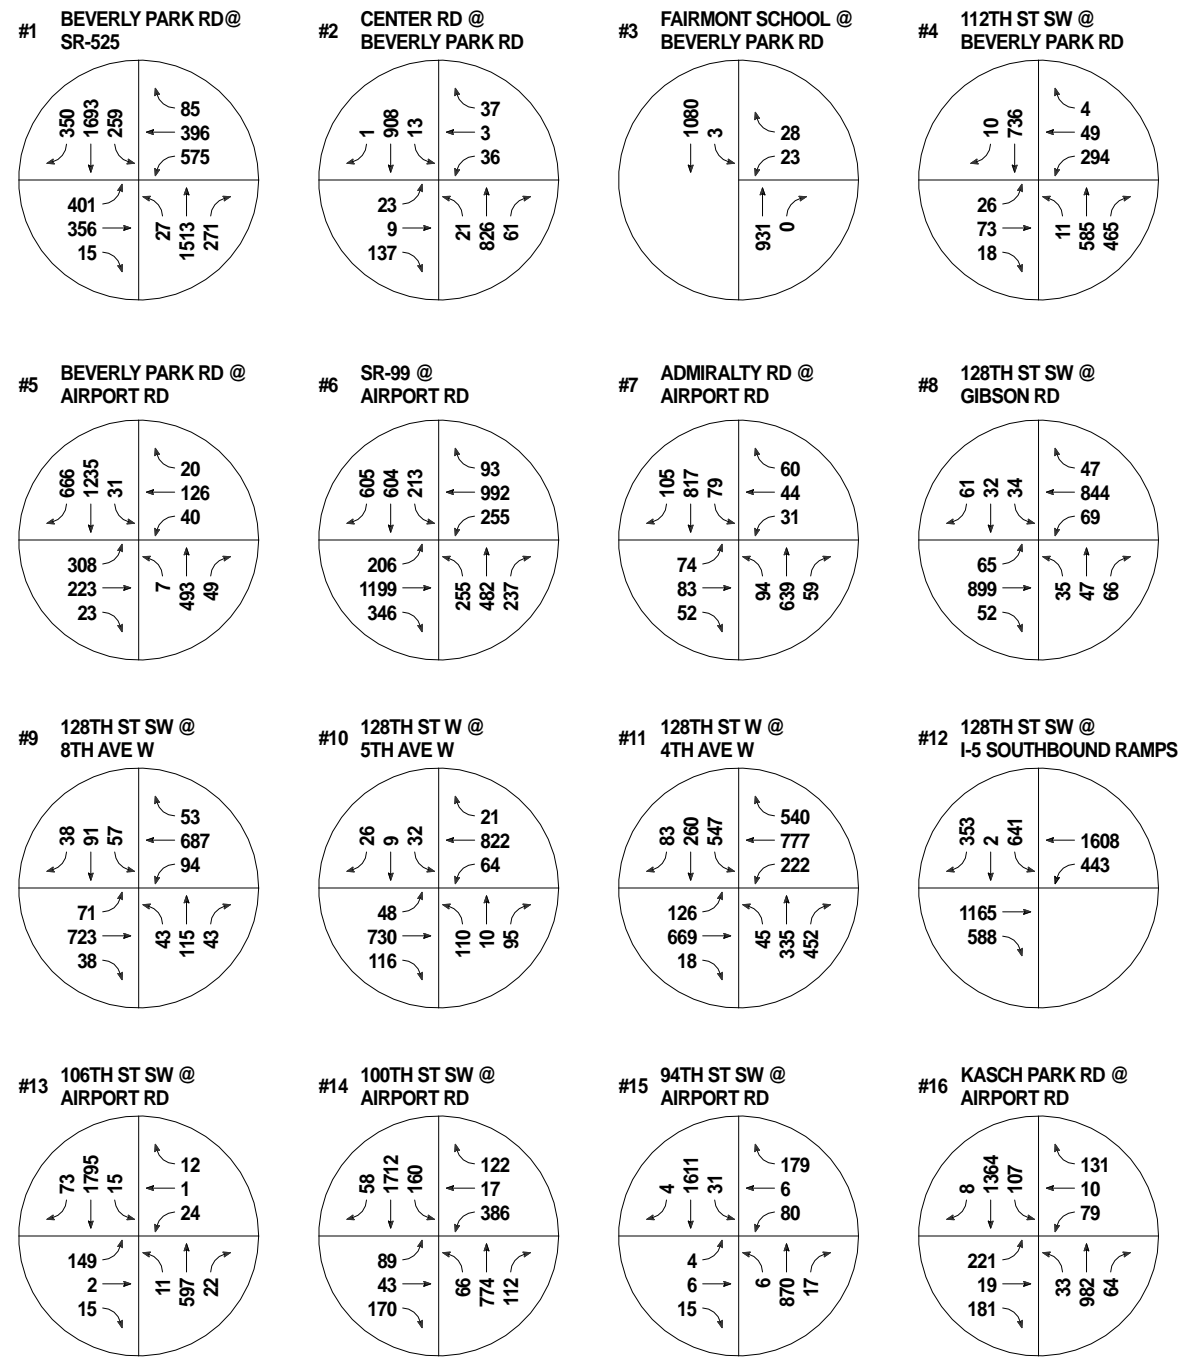 #1 BEVERLY PARK RD@
SR-525
350 1693 259
85
396
575
401
356
15
27 1513 271
#2 CENTER RD @
BEVERLY PARK RD
1 908 13
37
3
36
23
9
137
21 826 61
#3 FAIRMONT SCHOOL @
BEVERLY PARK RD
1080 3
28
23
931 0
#4 112TH ST SW @
BEVERLY PARK RD
10 736
4
49
294
26
73
18
11 585 465
#5 BEVERLY PARK RD @
AIRPORT RD
666 1235 31
20
126
40
308
223
23
7 493 49
#6 SR-99 @
AIRPORT RD
605 604 213
93
992
255
206
1199
346
255 482 237
#7 ADMIRALTY RD @
AIRPORT RD
105 817 79
60
44
31
74
83
52
94 639 59
#8 128TH ST SW @
GIBSON RD
61 32 34
47
844
69
65
899
52
35 47 66
#9 128TH ST SW @
8TH AVE W
38 91 57
53
687
94
71
723
38
43 115 43
#10 128TH ST W @
5TH AVE W
26 9 32
21
822
64
48
730
116
110 10 95
#11 128TH ST W @
4TH AVE W
83 260 547
540
777
222
126
669
18
45 335 452
#12 128TH ST SW @
I-5 SOUTHBOUND RAMPS
353 2 641
1608
443
1165
588
#13 106TH ST SW @
AIRPORT RD
73 1795 15
12
1
24
149
2
15
11 597 22
#14 100TH ST SW @
AIRPORT RD
58 1712 160
122
17
386
89
43
170
66 774 112
#15 94TH ST SW @
AIRPORT RD
4 1611 31
179
6
80
4
6
15
6 870 17
#16 KASCH PARK RD @
AIRPORT RD
8 1364 107
131
10
79
221
19
181
33 982 64